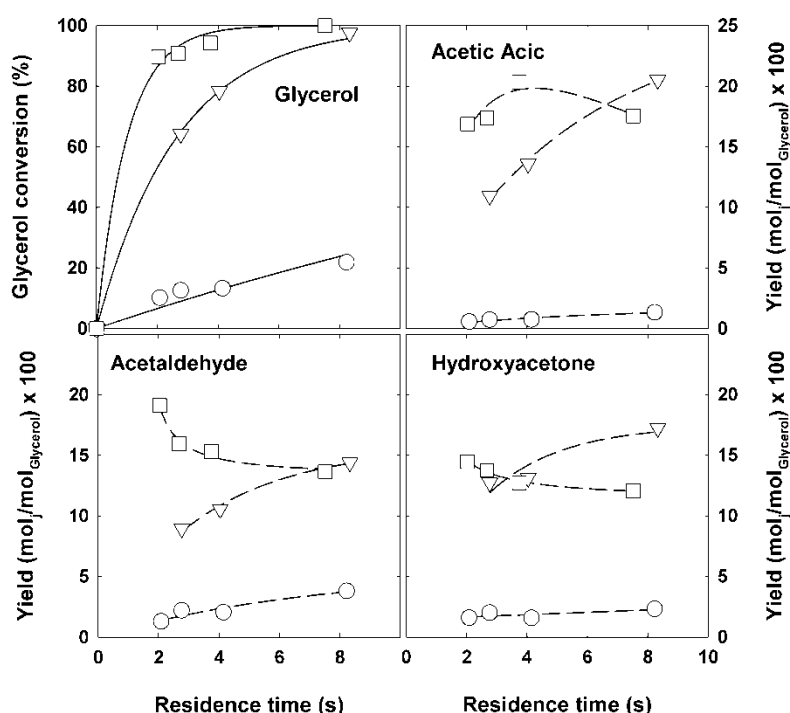 Glycerol conversion (%)
100
80
60
40
20
0
Glycerol
Acetic Acic
25
20
15
10
5
0
Yield (molj/molGlycerol) x 100
Yield (molj/molGlycerol) x 100
20
15
10
5
0
Acetaldehyde
Hydroxyacetone
20
15
10
5
0
Yield (molj/molGlycerol) x 100
0 2 4 6 8
0 2 4 6 8 10
Residence time (s)
Residence time (s)